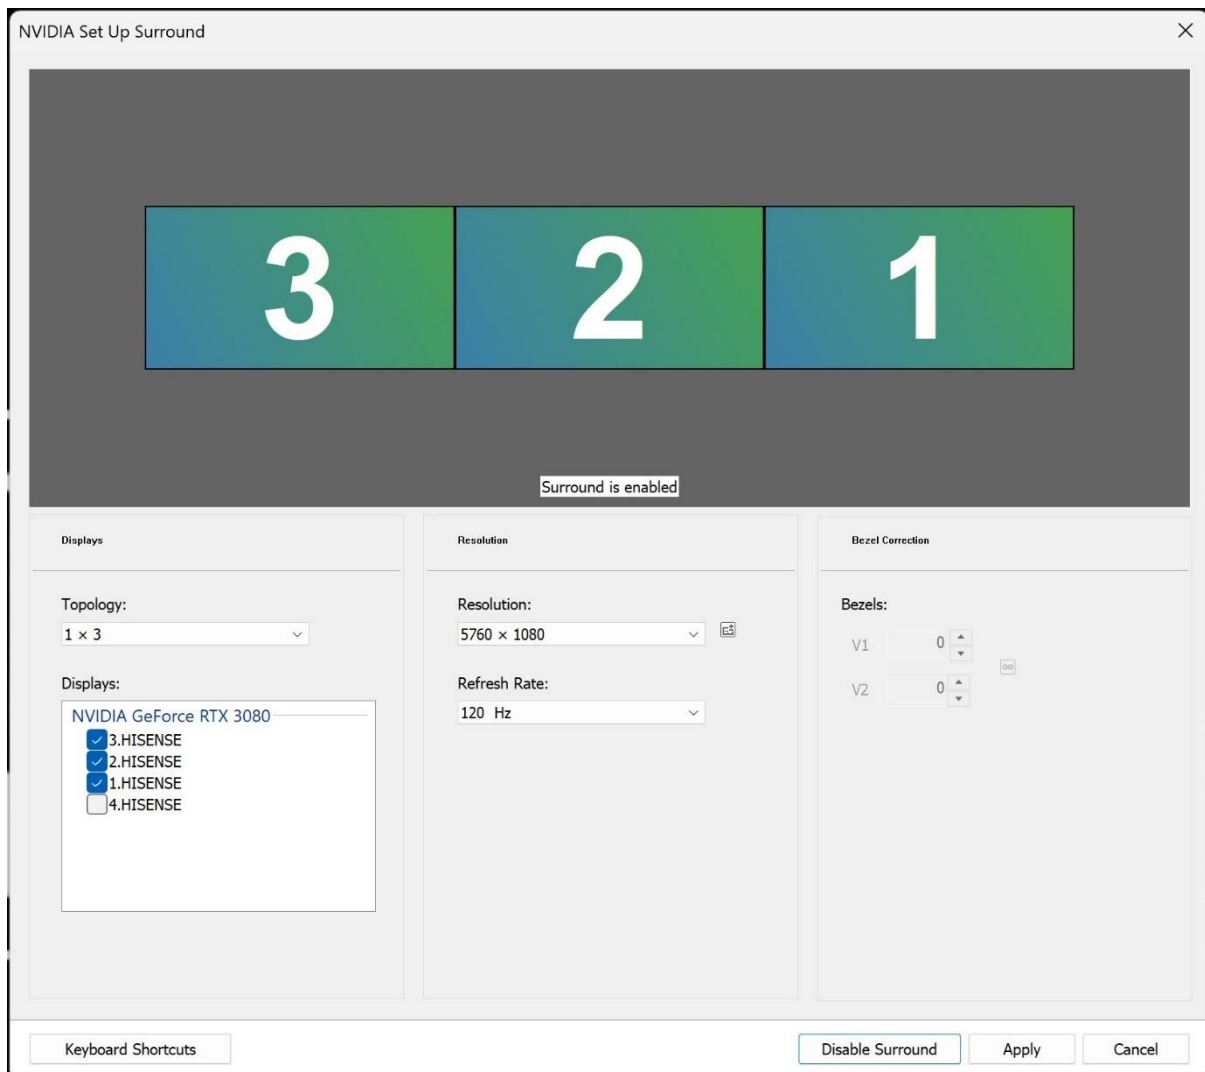 NVIDIA Set Up Surround
3
2
1
Surround is enabled
Displays
Topology:
1 × 3
Displays:
NVIDIA GeForce RTX 3080
3.HISENSE
2.HISENSE
1.HISENSE
4.HISENSE
Resolution
Resolution:
5760 × 1080
Refresh Rate:
120 Hz
Bezel Correction
Bezels:
V1 0
V2 0
Keyboard Shortcuts
Disable Surround
Apply
Cancel